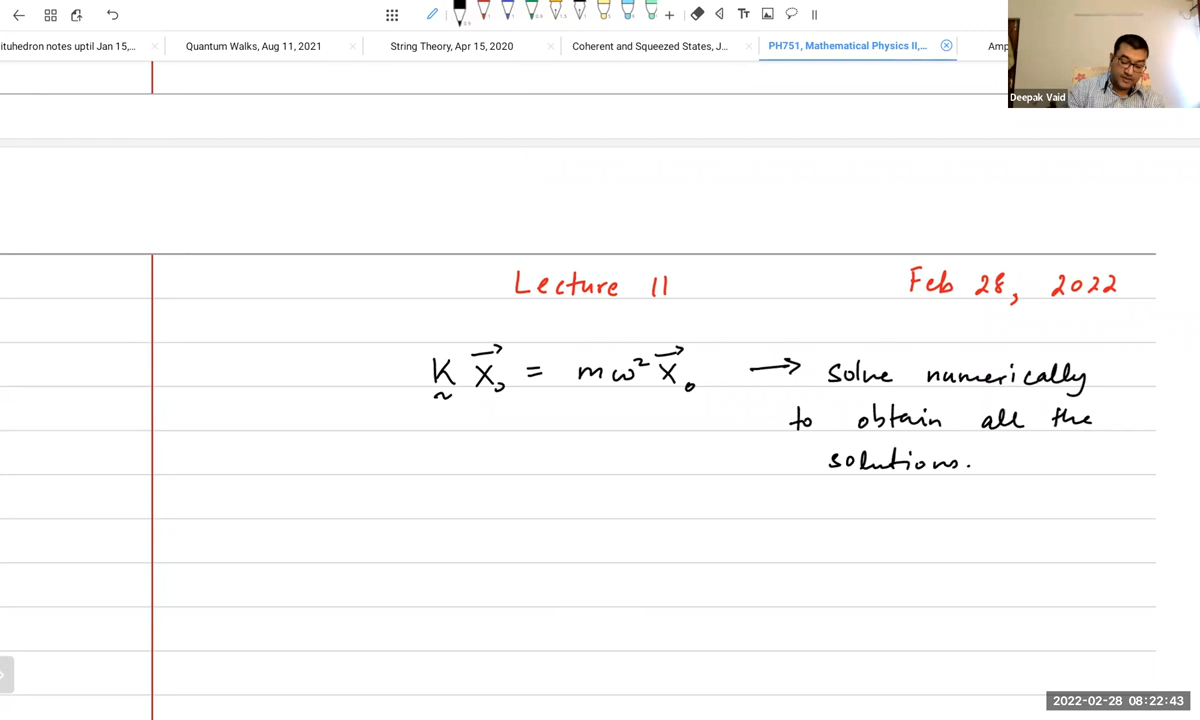 ituhedron notes uptil Jan 15,...
Quantum Walks, Aug 11, 2021
String Theory, Apr 15, 2020
Coherent and Squeezed States, J...
PH751, Mathematical Physics II,...
Amp
Deepak Vaid
Lecture 11
Feb 28, 2022
K X₀ = mω² X₀ → solve numerically
to obtain all the
solutions.
2022-02-28 08:22:43